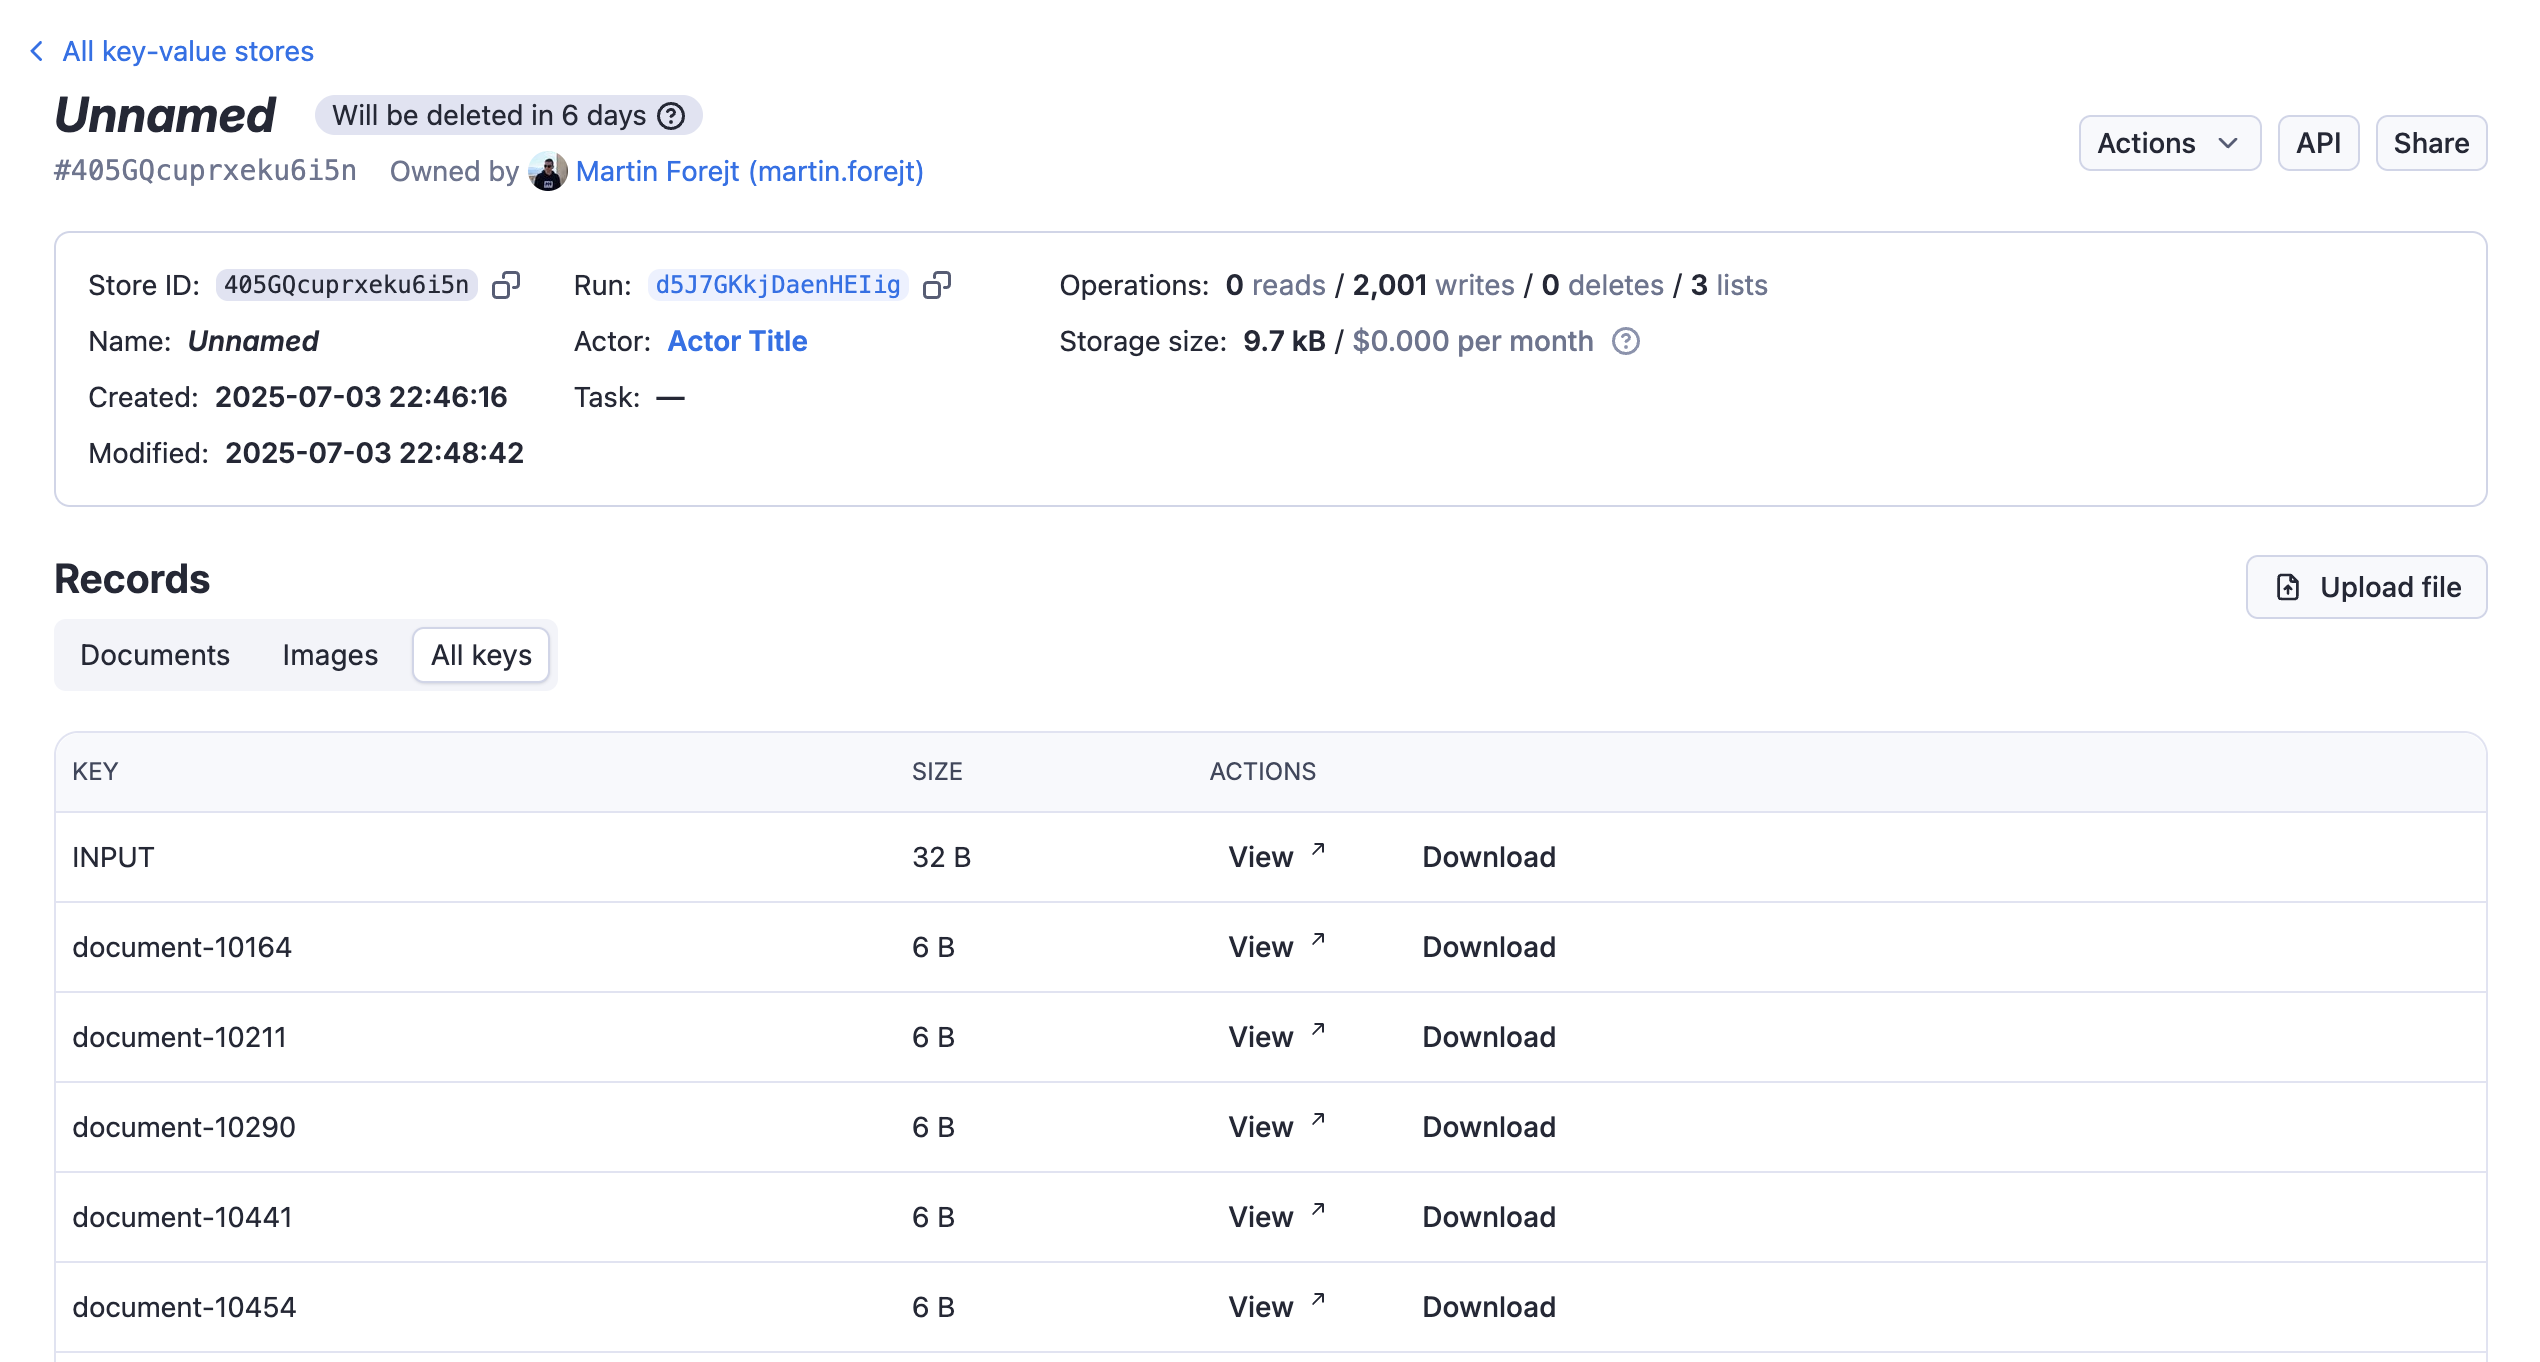 All key-value stores
Unnamed Will be deleted in 6 days
#405GQcuprxeku6i5n Owned by Martin Forejt (martin.forejt)
Actions API Share
Store ID: 405GQcuprxeku6i5n Run: d5J7GKkjDaenHEIig Operations: 0 reads / 2,001 writes / 0 deletes / 3 lists
Name: Unnamed Actor: Actor Title Storage size: 9.7 kB / $0.000 per month
Created: 2025-07-03 22:46:16 Task: —
Modified: 2025-07-03 22:48:42
Records
Upload file
Documents Images All keys
KEY SIZE ACTIONS
INPUT 32 B View Download
document-10164 6 B View Download
document-10211 6 B View Download
document-10290 6 B View Download
document-10441 6 B View Download
document-10454 6 B View Download